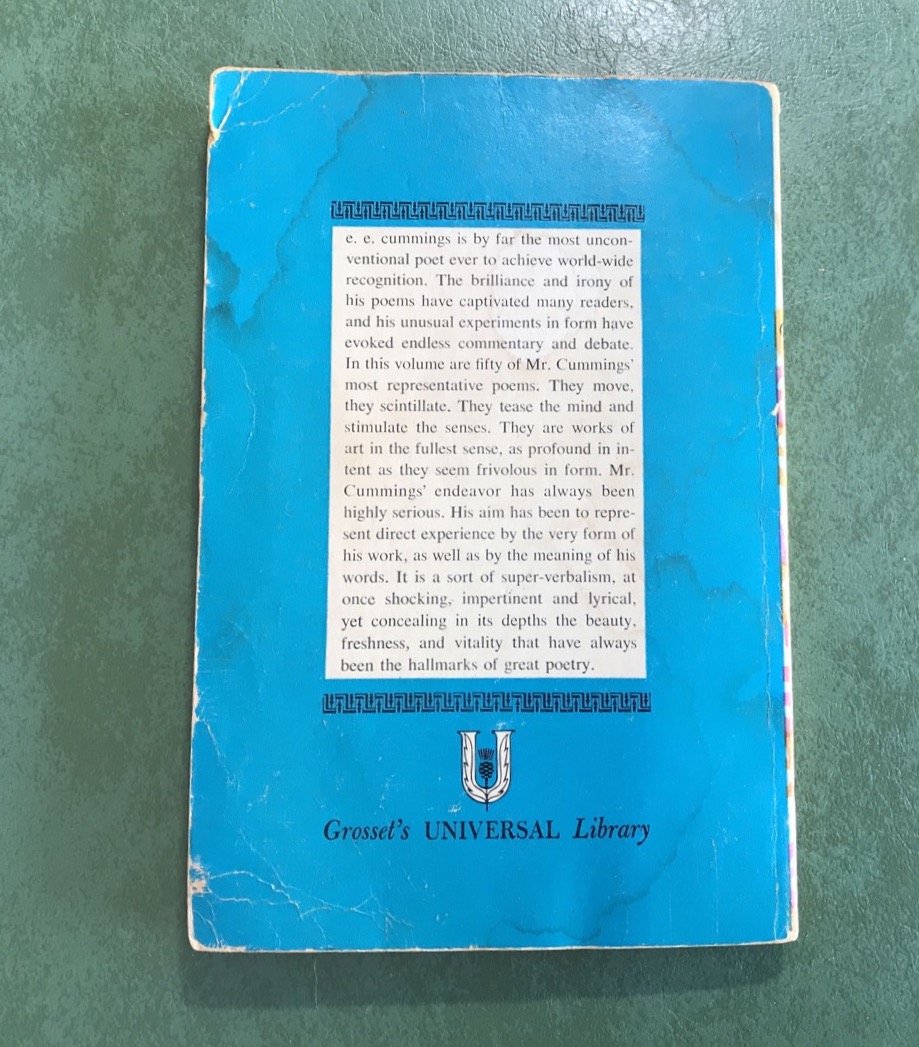 e. e. cummings is by far the most uncon-
ventional poet ever to achieve world-wide
recognition. The brilliance and irony of
his poems have captivated many readers,
and his unusual experiments in form have
evoked endless commentary and debate.
In this volume are fifty of Mr. Cummings'
most representative poems. They move,
they scintillate. They tease the mind and
stimulate the senses. They are works of
art in the fullest sense, as profound in in-
tent as they seem frivolous in form. Mr.
Cummings' endeavor has always been
highly serious. His aim has been to repre-
sent direct experience by the very form of
his work, as well as by the meaning of his
words. It is a sort of super-verbalism, at
once shocking, impertinent and lyrical,
yet concealing in its depths the beauty,
freshness, and vitality that have always
been the hallmarks of great poetry.
U
Grosset's UNIVERSAL Library